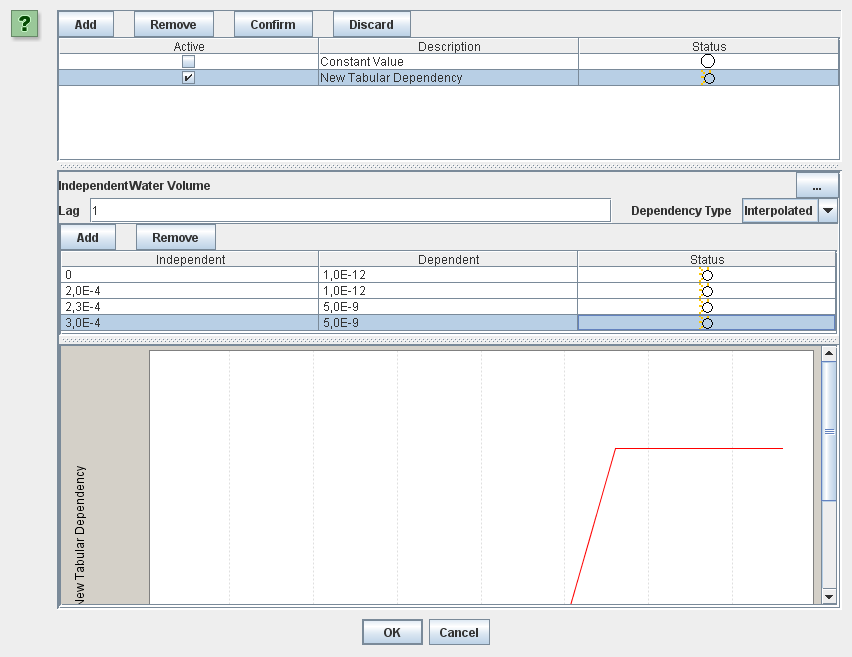 ?
Add Remove Confirm Discard
Active Description Status
Constant Value
New Tabular Dependency
IndependentWater Volume ...
Lag 1 Dependency Type Interpolated
Add Remove
Independent Dependent Status
0 1,0E-12
2,0E-4 1,0E-12
2,3E-4 5,0E-9
3,0E-4 5,0E-9
New Tabular Dependency
OK Cancel